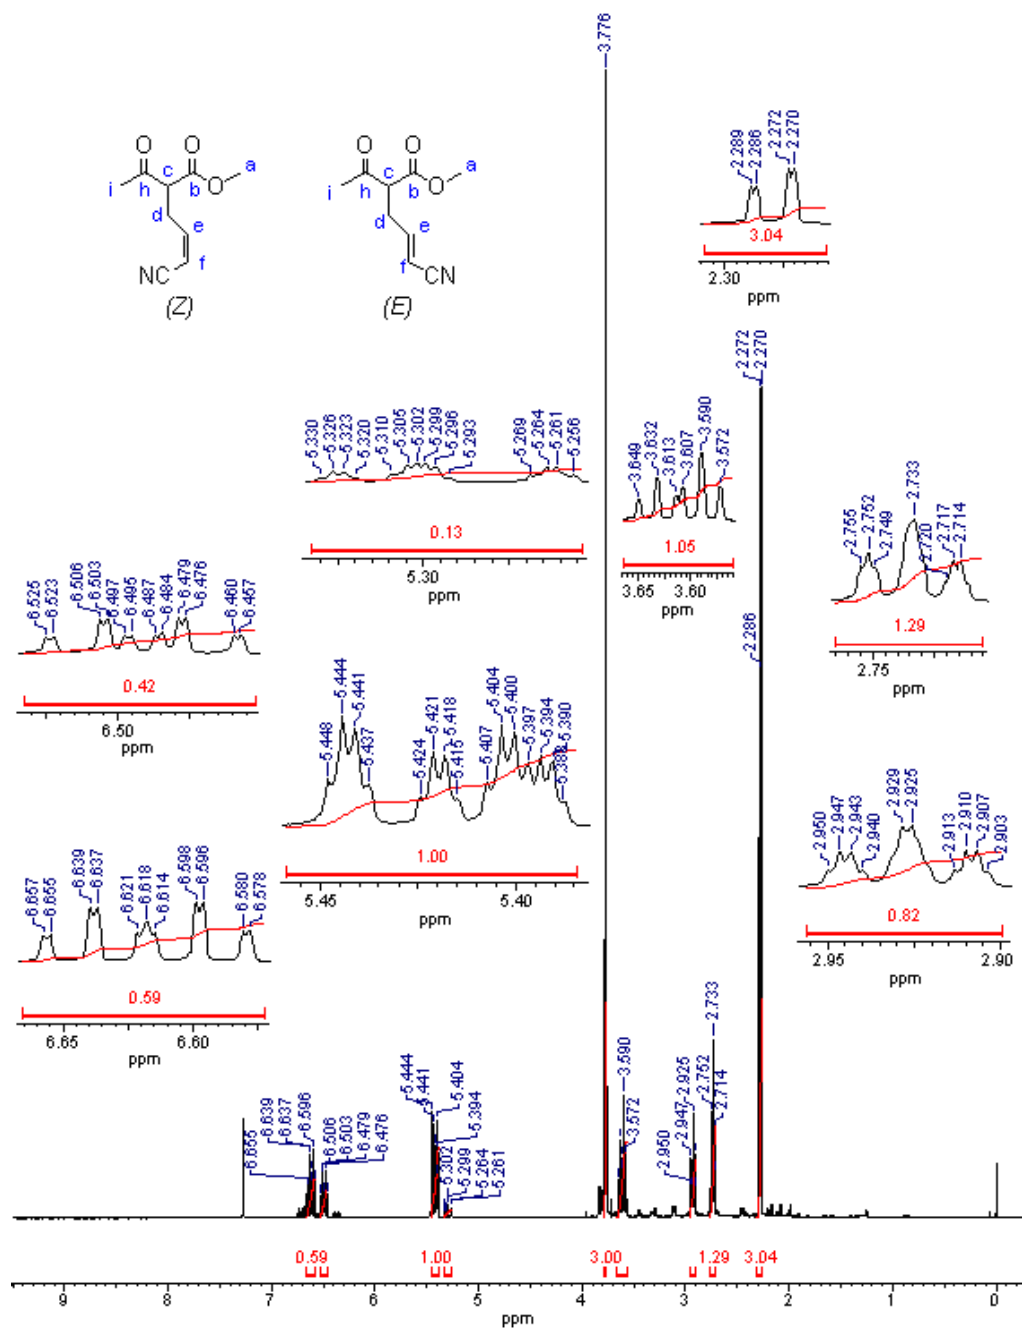 3.776
O O
i h c b O a
d e
f
NC
(Z)
O O
i h c b O a
d e
f CN
(E)
2.289 2.286 2.272 2.270
3.04
2.30
ppm
2.272 2.270
2.286
5.330 5.326 5.323 5.320 5.310 5.305 5.302 5.299 5.296 5.293 5.269 5.264 5.261 5.256
0.13
5.30
ppm
3.649 3.632 3.613 3.607 3.590 3.572
1.05
3.65 3.60
ppm
2.755 2.752 2.749 2.733 2.720 2.717 2.714
1.29
2.75
ppm
6.525 6.523 6.506 6.503 6.497 6.495 6.487 6.484 6.479 6.476 6.460 6.457
0.42
6.50
ppm
5.448 5.444 5.441 5.437 5.424 5.421 5.418 5.415 5.407 5.404 5.400 5.397 5.394 5.390
1.00
5.45 5.40
ppm
2.950 2.947 2.943 2.940 2.929 2.925 2.913 2.910 2.907 2.903
0.82
2.95 2.90
ppm
6.657 6.655 6.639 6.637 6.621 6.618 6.614 6.598 6.596 6.580 6.578
0.59
6.65 6.60
ppm
6.655 6.639 6.637 6.596 6.506 6.503 6.479 6.476
5.444 5.441 5.404 5.394 5.302 5.299 5.264 5.261
3.590 3.572
2.950 2.947 2.925 2.752 2.733 2.714
0.59 1.00 3.00 1.29 3.04
9 8 7 6 5 4 3 2 1 0
ppm